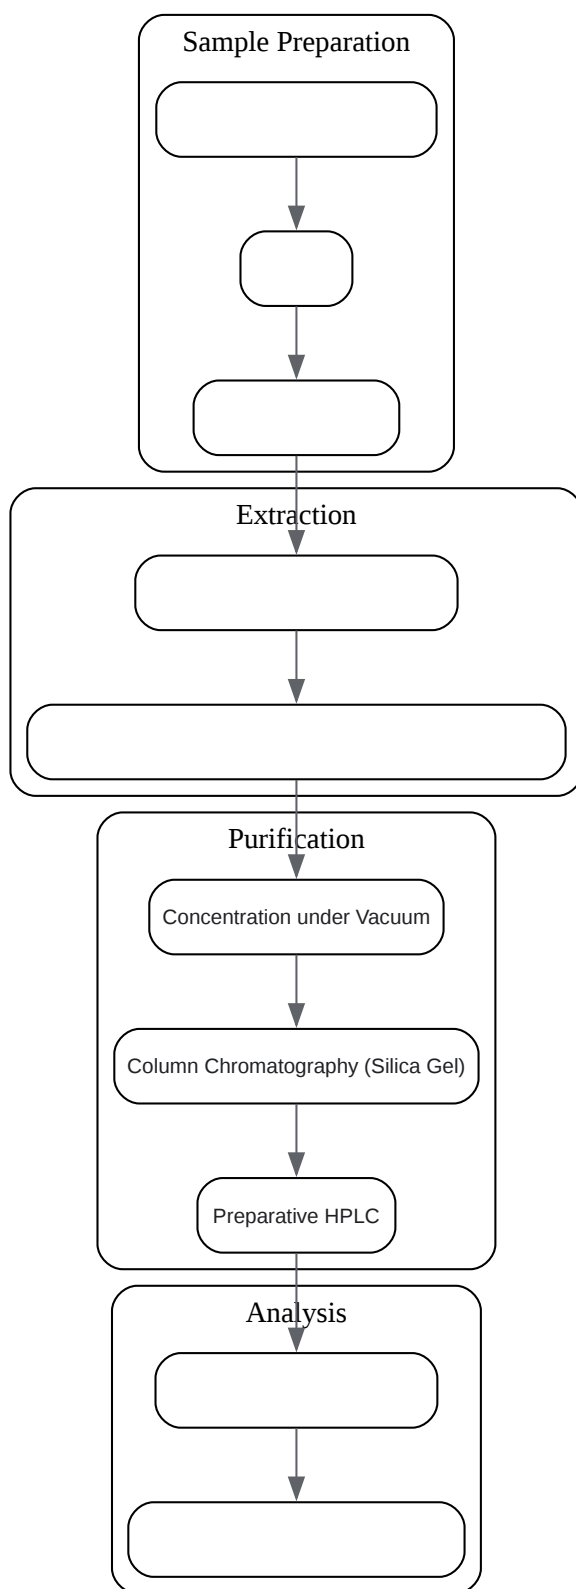 Sample Preparation
Extraction
Purification
Concentration under Vacuum
Column Chromatography (Silica Gel)
Preparative HPLC
Analysis